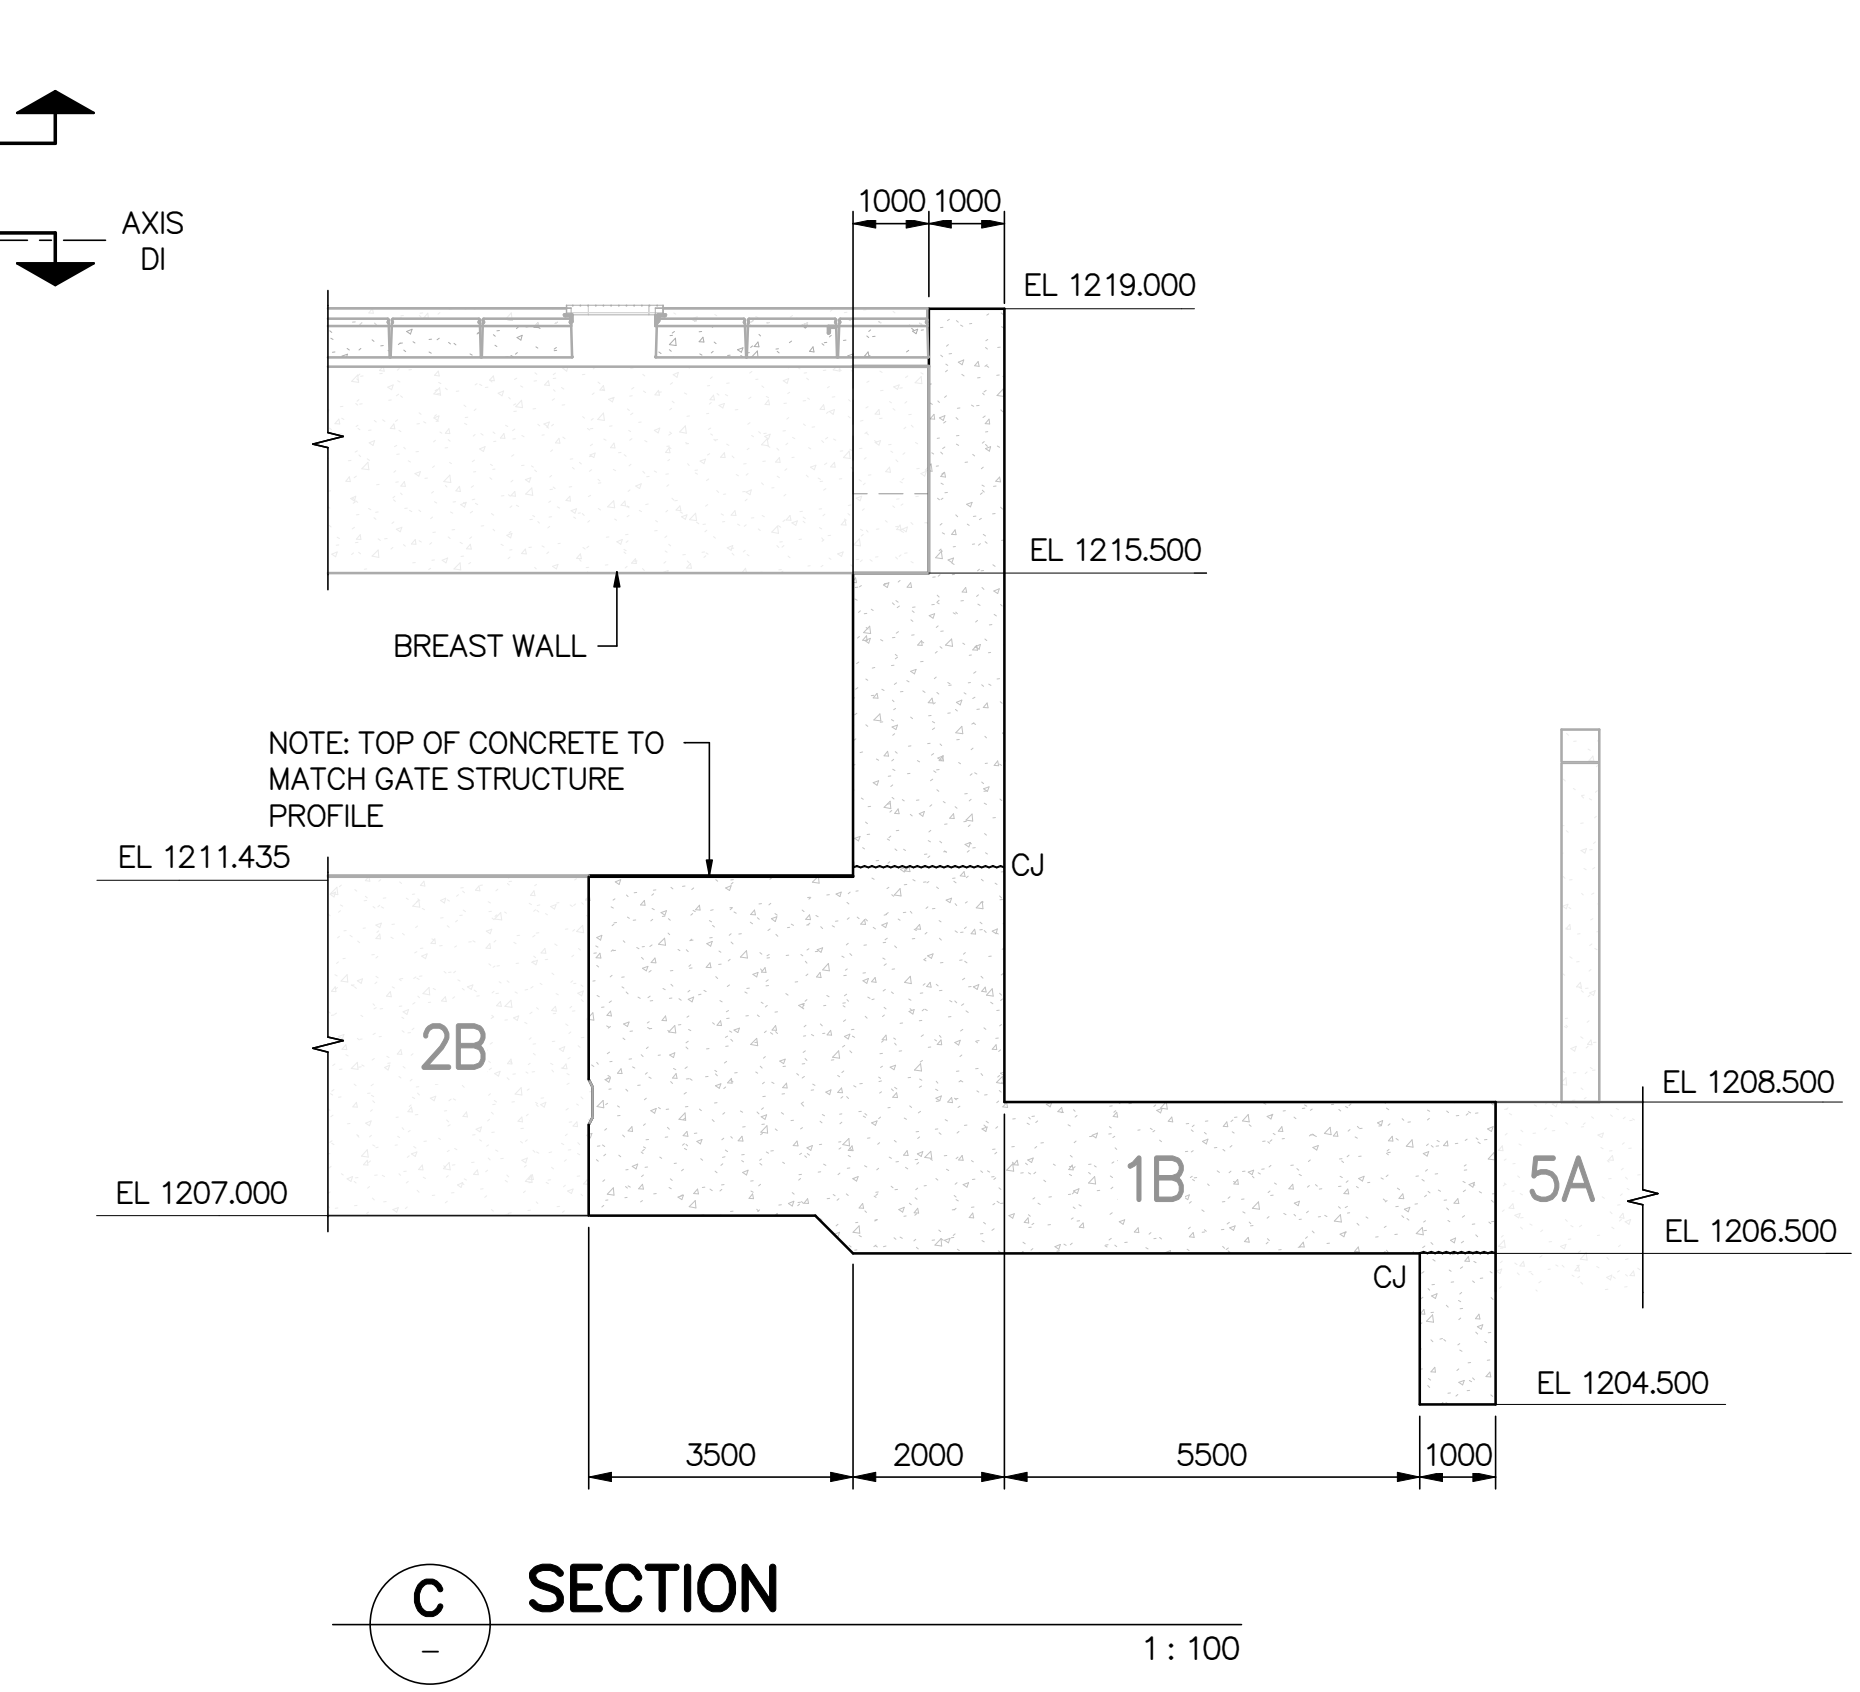 AXIS
DI
1000 1000
EL 1219.000
EL 1215.500
BREAST WALL
NOTE: TOP OF CONCRETE TO
MATCH GATE STRUCTURE
PROFILE
EL 1211.435
CJ
2B
EL 1208.500
1B
5A
EL 1207.000
EL 1206.500
CJ
EL 1204.500
3500
2000
5500
1000
C
–
SECTION
1 : 100